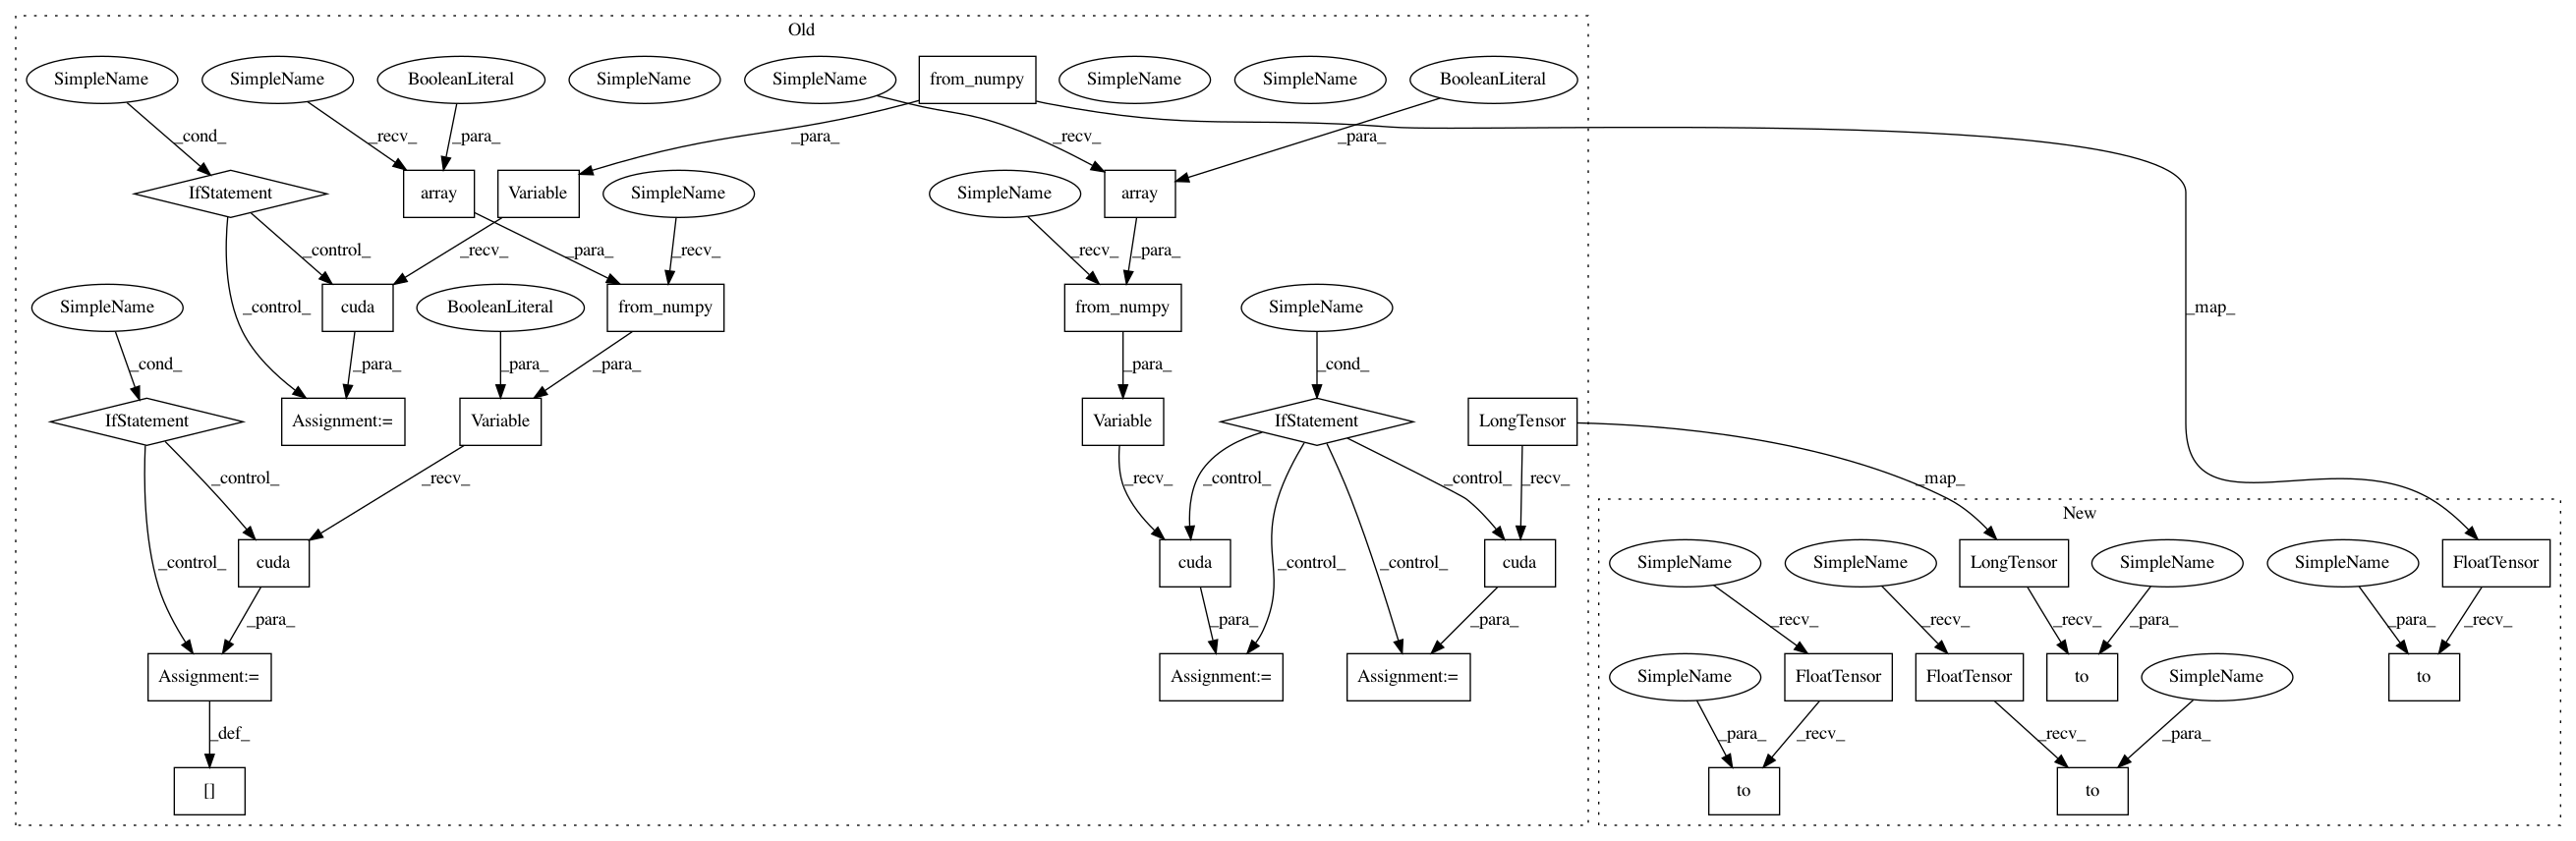 Old
SimpleName
SimpleName
BooleanLiteral
SimpleName
SimpleName
from_numpy
SimpleName
SimpleName
BooleanLiteral
_cond_
_recv_
_para_
_para_
_recv_
_para_
IfStatement
array
Variable
SimpleName
SimpleName
array
_control_
_recv_
_para_
_recv_
_recv_
_para_
SimpleName
_control_
cuda
BooleanLiteral
from_numpy
from_numpy
SimpleName
_map_
_cond_
_para_
_para_
_para_
_para_
_cond_
IfStatement
Assignment:=
Variable
Variable
IfStatement
LongTensor
_control_
_recv_
_recv_
_control_
_control_
_recv_
_map_
New
_control_
cuda
cuda
_control_
_control_
cuda
SimpleName
SimpleName
LongTensor
SimpleName
SimpleName
FloatTensor
_para_
_para_
_para_
_recv_
_recv_
_recv_
_para_
_para_
_recv_
Assignment:=
Assignment:=
Assignment:=
SimpleName
FloatTensor
FloatTensor
to
SimpleName
to
_def_
_para_
_recv_
_recv_
_para_
[]
to
to